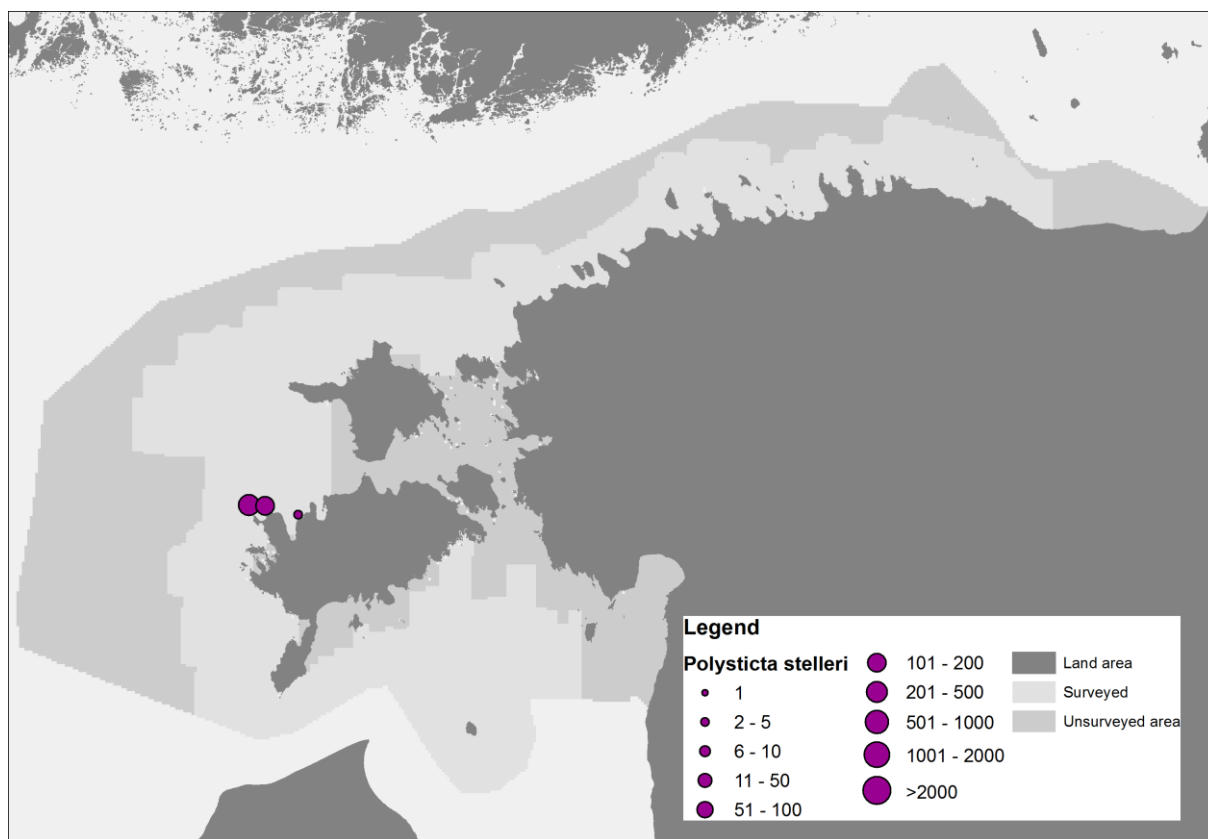 Legend
Polysticta stelleri
1
2 - 5
6 - 10
11 - 50
51 - 100
101 - 200
201 - 500
501 - 1000
1001 - 2000
>2000
Land area
Surveyed
Unsurveyed area